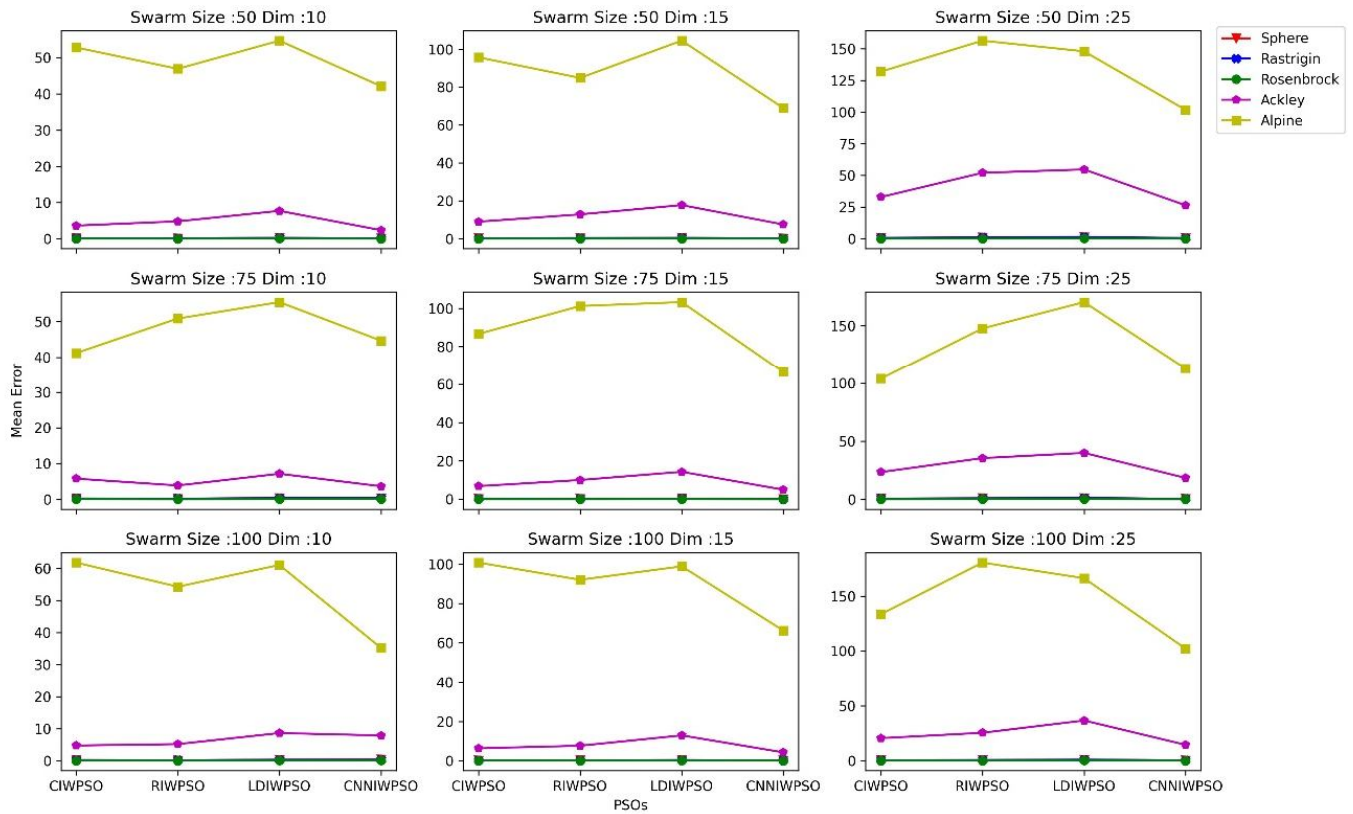 Swarm Size :50 Dim :10
Swarm Size :50 Dim :15
Swarm Size :50 Dim :25
50
40
30
20
10
0
100
80
60
40
20
0
150
125
100
75
50
25
0
Sphere
Rastrigin
Rosenbrock
Ackley
Alpine
Swarm Size :75 Dim :10
Swarm Size :75 Dim :15
Swarm Size :75 Dim :25
Mean Error
50
40
30
20
10
0
100
80
60
40
20
0
150
100
50
0
Swarm Size :100 Dim :10
Swarm Size :100 Dim :15
Swarm Size :100 Dim :25
60
50
40
30
20
10
0
100
80
60
40
20
0
150
100
50
0
CIWPSO RIWPSO LDIWPSO CNNIWPSO
CIWPSO RIWPSO LDIWPSO CNNIWPSO
CIWPSO RIWPSO LDIWPSO CNNIWPSO
PSOs